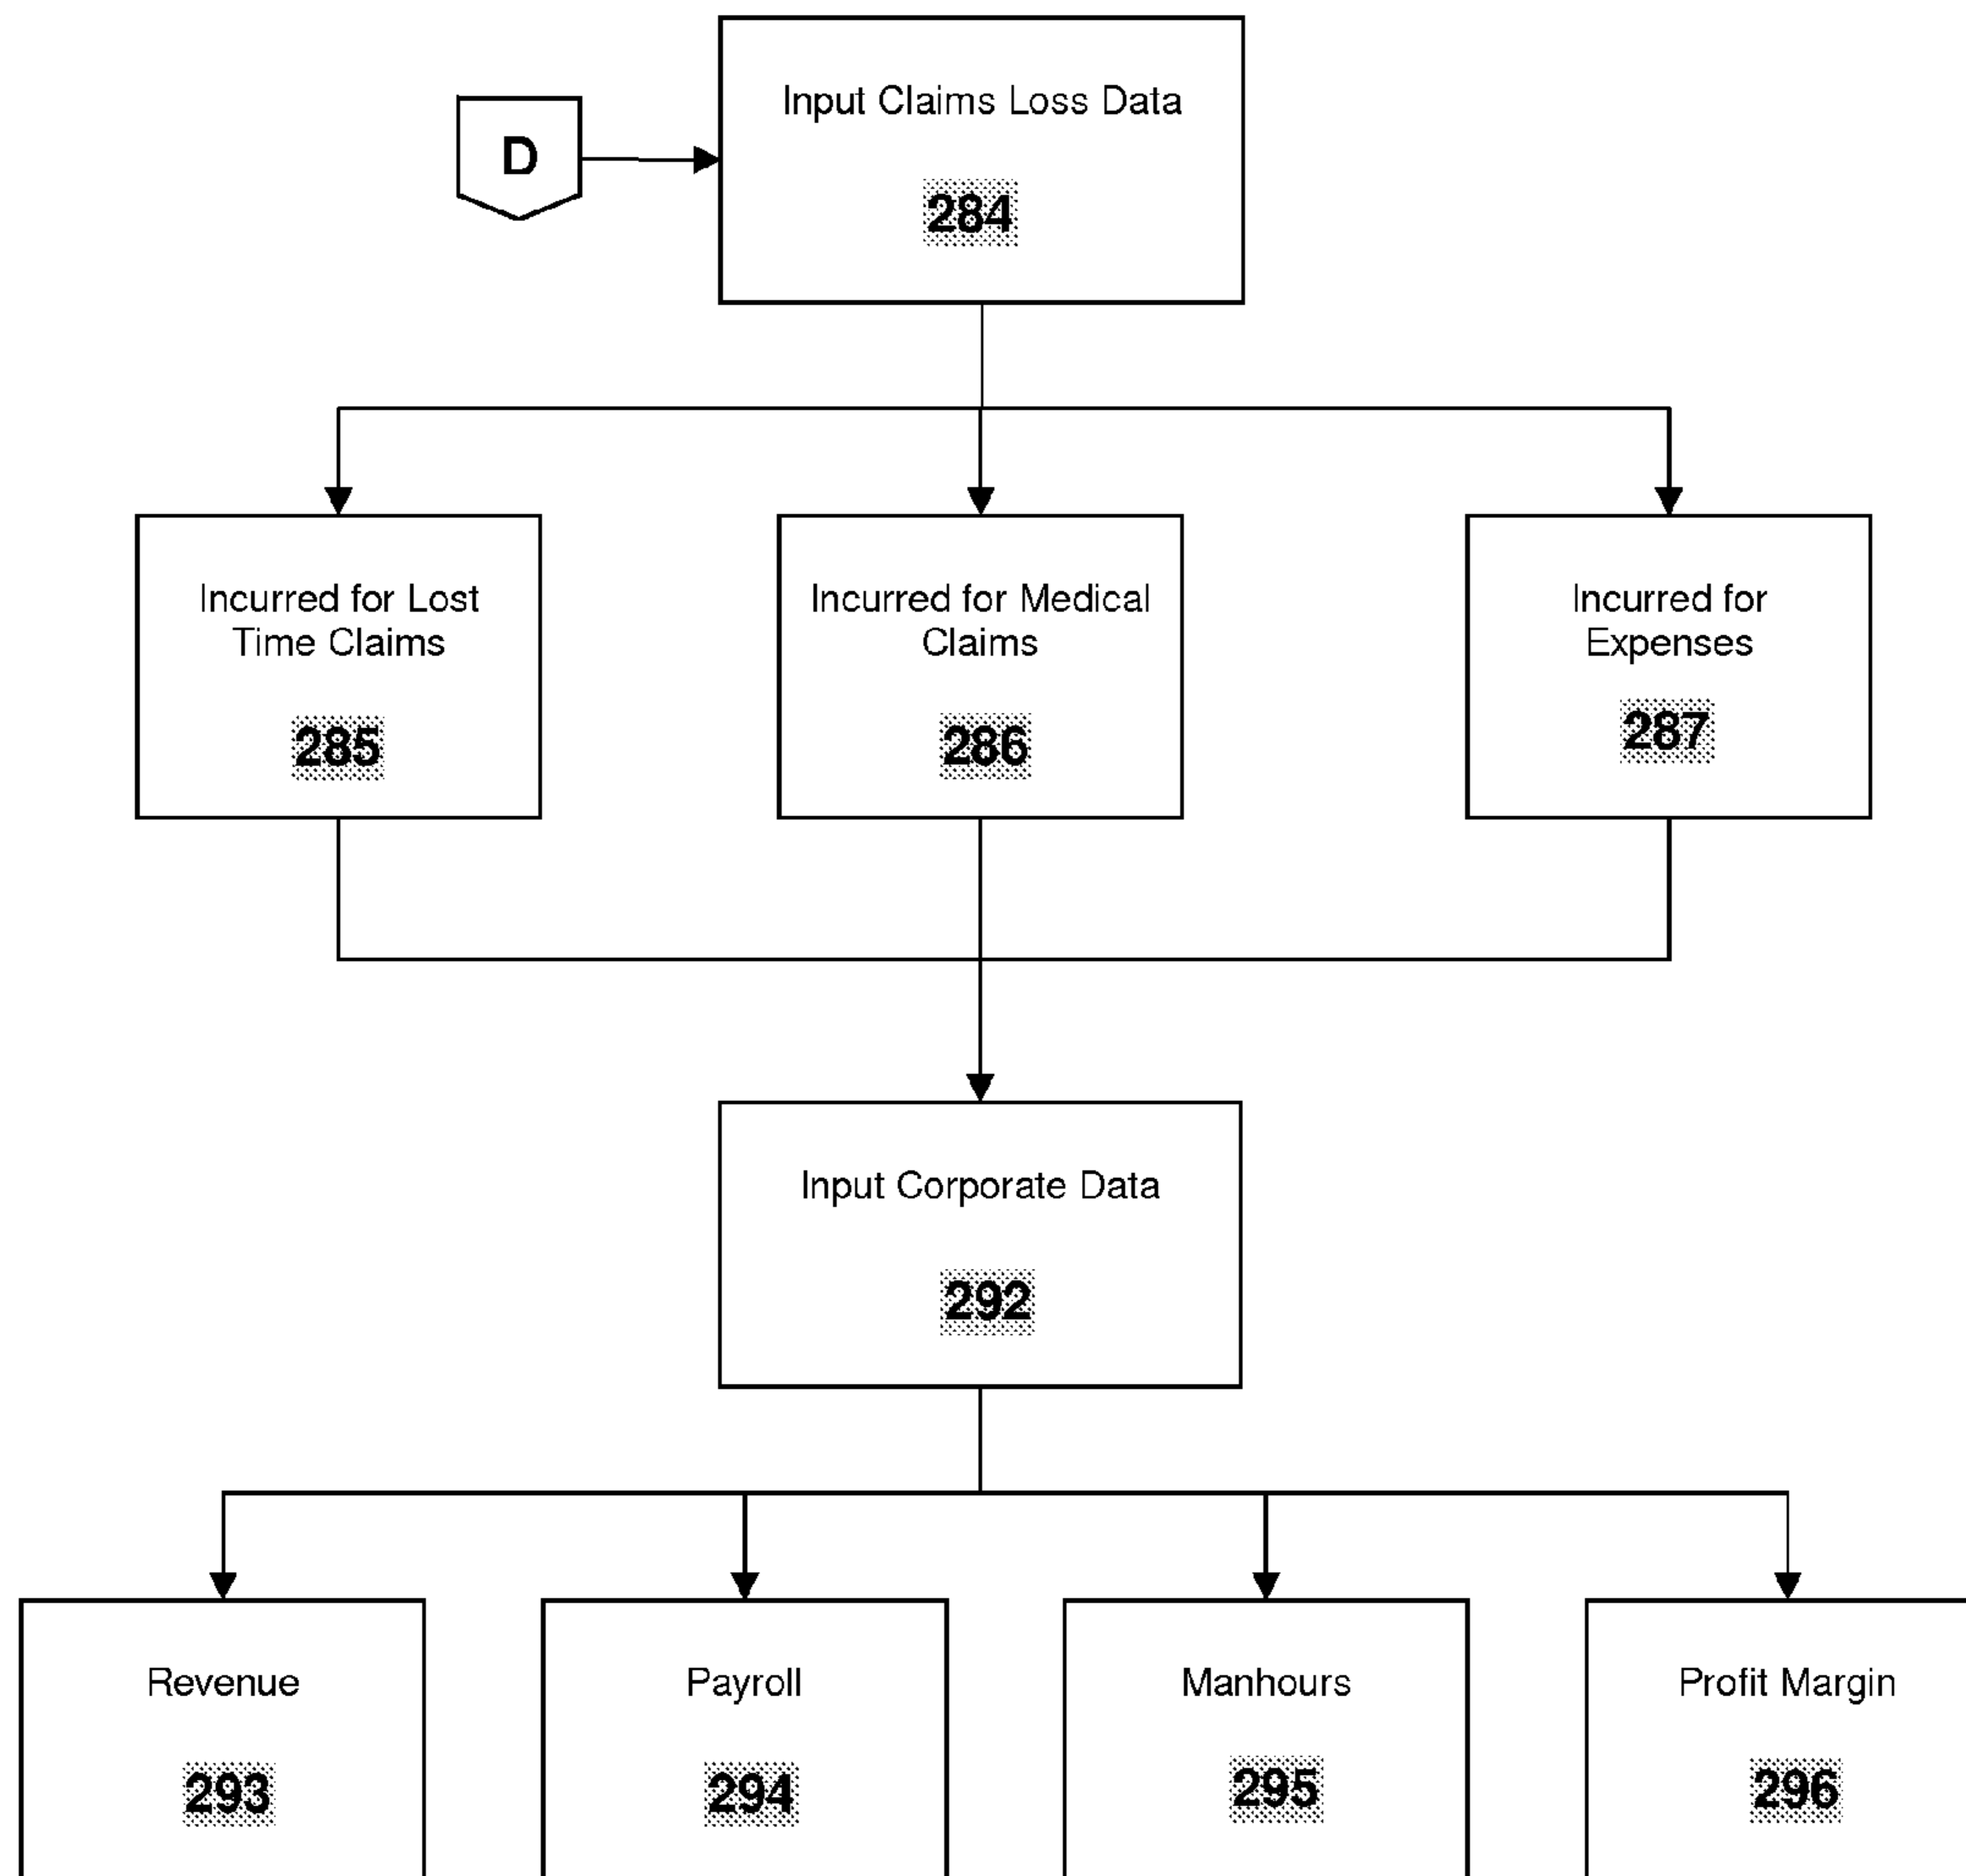 D
Input Claims Loss Data
284
Incurred for Lost
Time Claims
285
Incurred for Medical
Claims
286
Incurred for
Expenses
287
Input Corporate Data
292
Revenue
293
Payroll
294
Manhours
295
Profit Margin
296